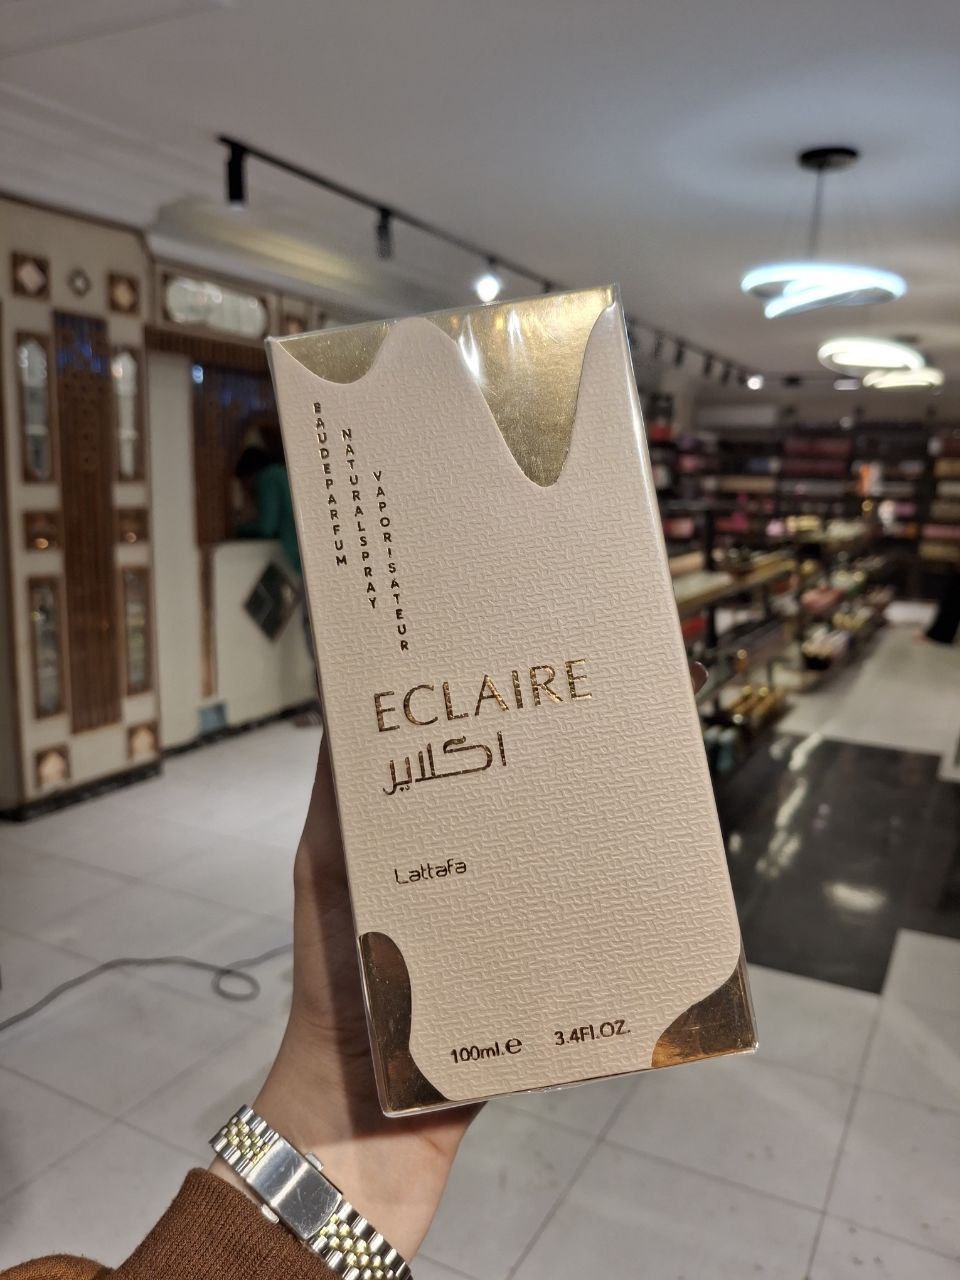 EAUDEPARFUM
NATURALSPRAY
VAPORISATEUR
ECLAIRE
اكلاير
Lattafa
100ml.e 3.4Fl.OZ.